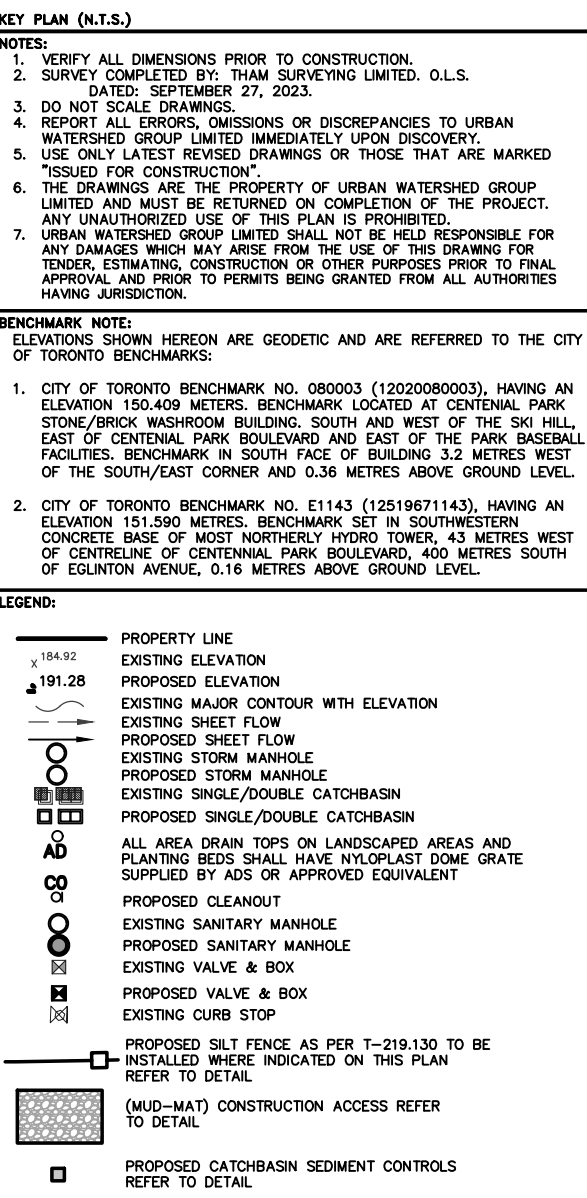 KEY PLAN (N.T.S.)
NOTES:
1. VERIFY ALL DIMENSIONS PRIOR TO CONSTRUCTION.
2. SURVEY COMPLETED BY: THAM SURVEYING LIMITED. O.L.S.
DATED: SEPTEMBER 27, 2023.
3. DO NOT SCALE DRAWINGS.
4. REPORT ALL ERRORS, OMISSIONS OR DISCREPANCIES TO URBAN
WATERSHED GROUP LIMITED IMMEDIATELY UPON DISCOVERY.
5. USE ONLY LATEST REVISED DRAWINGS OR THOSE THAT ARE MARKED
"ISSUED FOR CONSTRUCTION".
6. THE DRAWINGS ARE THE PROPERTY OF URBAN WATERSHED GROUP
LIMITED AND MUST BE RETURNED ON COMPLETION OF THE PROJECT.
ANY UNAUTHORIZED USE OF THIS PLAN IS PROHIBITED.
7. URBAN WATERSHED GROUP LIMITED SHALL NOT BE HELD RESPONSIBLE FOR
ANY DAMAGES WHICH MAY ARISE FROM THE USE OF THIS DRAWING FOR
TENDER, ESTIMATING, CONSTRUCTION OR OTHER PURPOSES PRIOR TO FINAL
APPROVAL AND PRIOR TO PERMITS BEING GRANTED FROM ALL AUTHORITIES
HAVING JURISDICTION.
BENCHMARK NOTE:
ELEVATIONS SHOWN HEREON ARE GEODETIC AND ARE REFERRED TO THE CITY
OF TORONTO BENCHMARKS:
1. CITY OF TORONTO BENCHMARK NO. 080003 (12020080003), HAVING AN
ELEVATION 150.409 METERS. BENCHMARK LOCATED AT CENTENIAL PARK
STONE/BRICK WASHROOM BUILDING. SOUTH AND WEST OF THE SKI HILL,
EAST OF CENTENIAL PARK BOULEVARD AND EAST OF THE PARK BASEBALL
FACILITIES. BENCHMARK IN SOUTH FACE OF BUILDING 3.2 METRES WEST
OF THE SOUTH/EAST CORNER AND 0.36 METRES ABOVE GROUND LEVEL.
2. CITY OF TORONTO BENCHMARK NO. E1143 (12519671143), HAVING AN
ELEVATION 151.590 METRES. BENCHMARK SET IN SOUTHWESTERN
CONCRETE BASE OF MOST NORTHERLY HYDRO TOWER, 43 METRES WEST
OF CENTRELINE OF CENTENNIAL PARK BOULEVARD, 400 METRES SOUTH
OF EGLINTON AVENUE, 0.16 METRES ABOVE GROUND LEVEL.
LEGEND:
PROPERTY LINE
x 184.92 EXISTING ELEVATION
191.28 PROPOSED ELEVATION
EXISTING MAJOR CONTOUR WITH ELEVATION
EXISTING SHEET FLOW
PROPOSED SHEET FLOW
EXISTING STORM MANHOLE
PROPOSED STORM MANHOLE
EXISTING SINGLE/DOUBLE CATCHBASIN
PROPOSED SINGLE/DOUBLE CATCHBASIN
AD ALL AREA DRAIN TOPS ON LANDSCAPED AREAS AND
PLANTING BEDS SHALL HAVE NYLOPLAST DOME GRATE
SUPPLIED BY ADS OR APPROVED EQUIVALENT
CO PROPOSED CLEANOUT
EXISTING SANITARY MANHOLE
PROPOSED SANITARY MANHOLE
EXISTING VALVE & BOX
PROPOSED VALVE & BOX
EXISTING CURB STOP
PROPOSED SILT FENCE AS PER T-219.130 TO BE
INSTALLED WHERE INDICATED ON THIS PLAN
REFER TO DETAIL
(MUD-MAT) CONSTRUCTION ACCESS REFER
TO DETAIL
PROPOSED CATCHBASIN SEDIMENT CONTROLS
REFER TO DETAIL